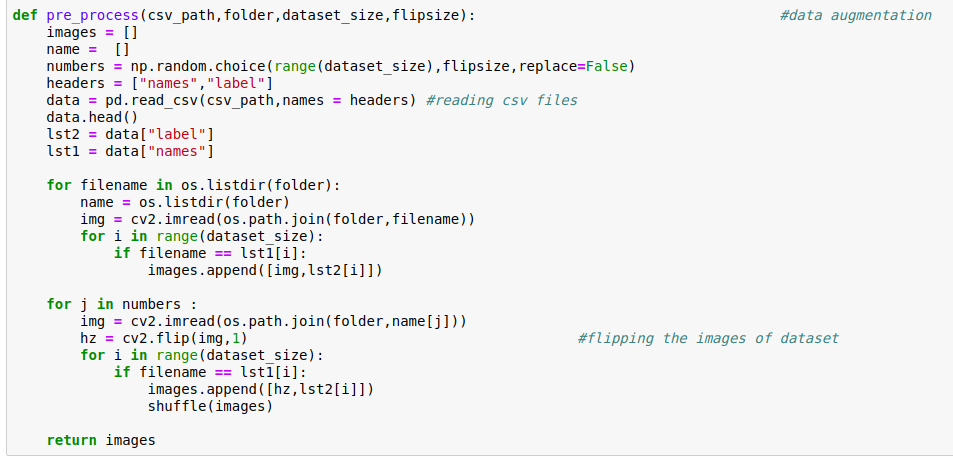 def pre_process(csv_path,folder,dataset_size,flipsize): #data augmentation
    images = []
    name =  []
    numbers = np.random.choice(range(dataset_size),flipsize,replace=False)
    headers = ["names","label"]
    data = pd.read_csv(csv_path,names = headers) #reading csv files
    data.head()
    lst2 = data["label"]
    lst1 = data["names"]

    for filename in os.listdir(folder):
        name = os.listdir(folder)
        img = cv2.imread(os.path.join(folder,filename))
        for i in range(dataset_size):
            if filename == lst1[i]:
                images.append([img,lst2[i]])

    for j in numbers :
        img = cv2.imread(os.path.join(folder,name[j]))
        hz = cv2.flip(img,1) #flipping the images of dataset
        for i in range(dataset_size):
            if filename == lst1[i]:
                images.append([hz,lst2[i]])
                shuffle(images)

    return images